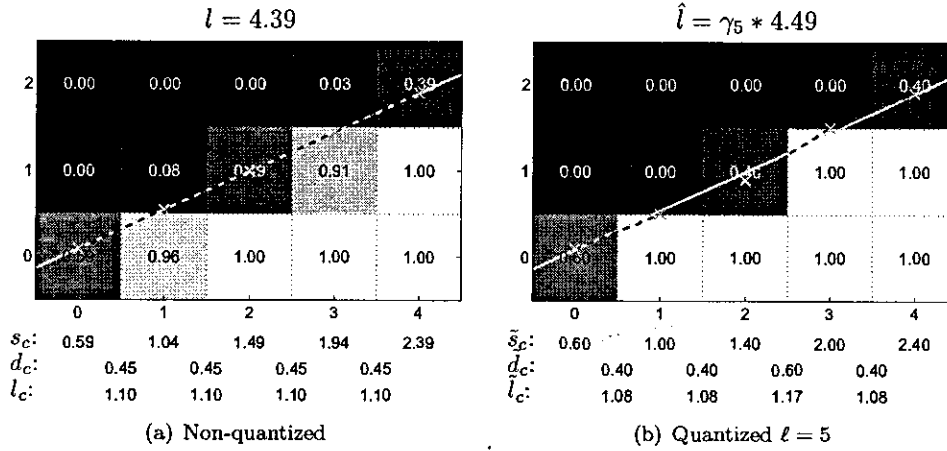 l = 4.39
2 0.00 0.00 0.00 0.03 0.39
1 0.00 0.08 0.49 0.91 1.00
0 0.96 1.00 1.00 1.00
0 1 2 3 4
s_c: 0.59 1.04 1.49 1.94 2.39
d_c: 0.45 0.45 0.45 0.45
l_c: 1.10 1.10 1.10 1.10
(a) Non-quantized
l̂ = γ₅ * 4.49
2 0.00 0.00 0.00 0.00 0.40
1 0.00 0.00 0.40 1.00 1.00
0 0.60 1.00 1.00 1.00 1.00
0 1 2 3 4
s̃_c: 0.60 1.00 1.40 2.00 2.40
d̃_c: 0.40 0.40 0.60 0.40
l̃_c: 1.08 1.08 1.17 1.08
(b) Quantized ℓ = 5